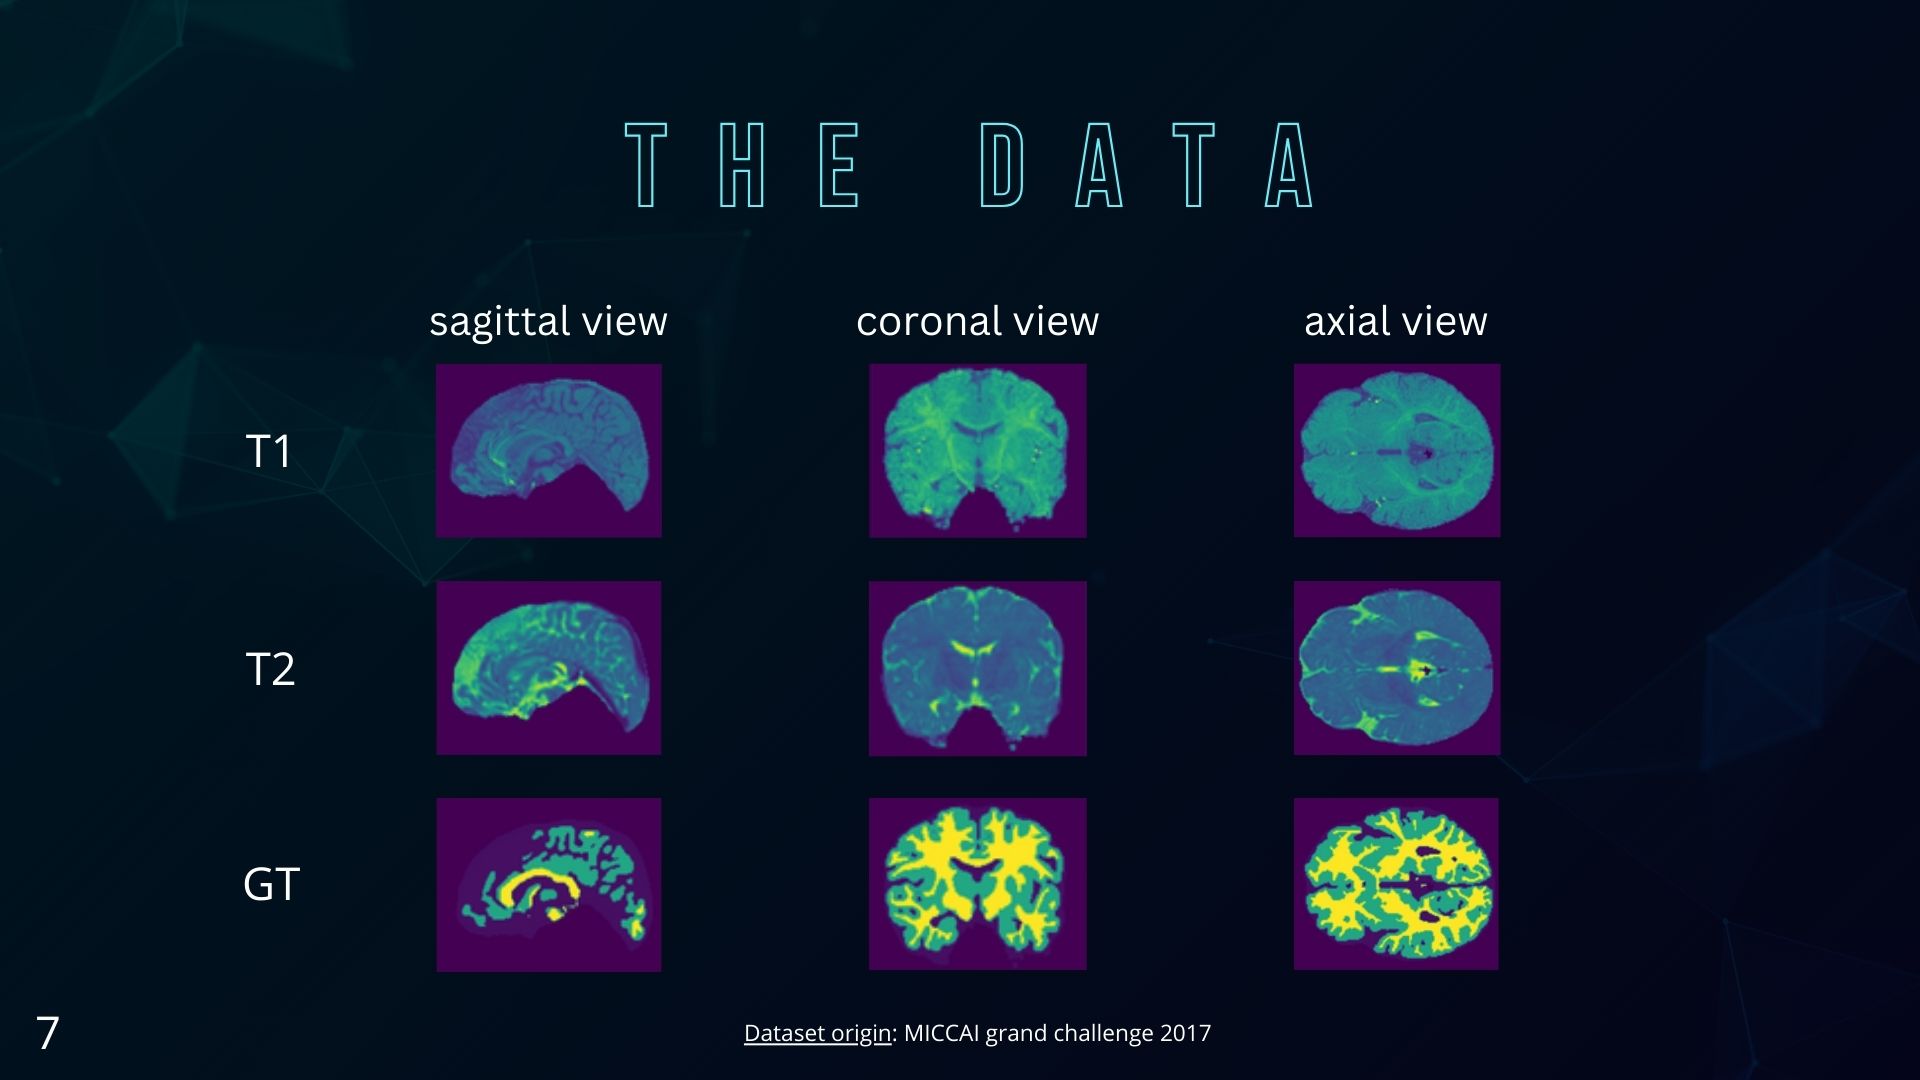 THE DATA
sagittal view
coronal view
axial view
T1
T2
GT
7
Dataset origin: MICCAI grand challenge 2017